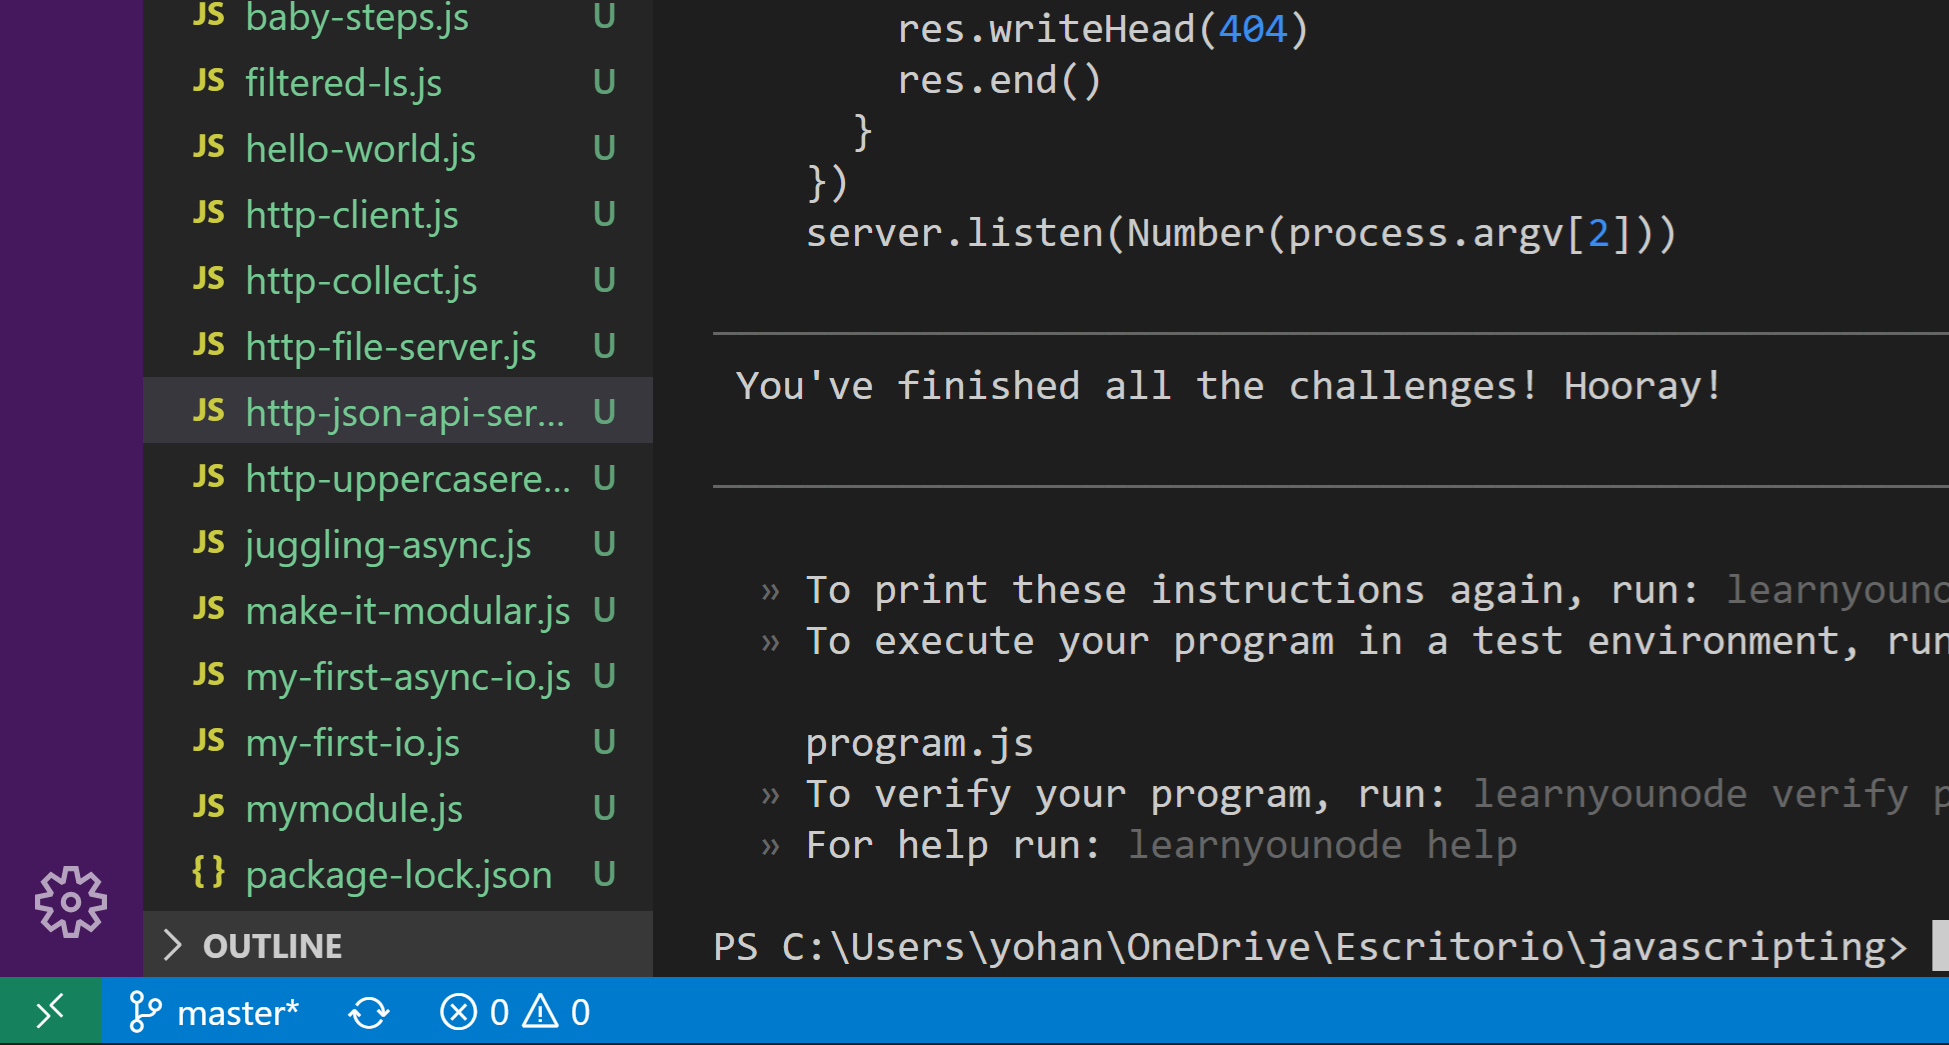 JS baby-steps.js U
JS filtered-ls.js U
JS hello-world.js U
JS http-client.js U
JS http-collect.js U
JS http-file-server.js U
JS http-json-api-ser... U
JS http-uppercasere... U
JS juggling-async.js U
JS make-it-modular.js U
JS my-first-async-io.js U
JS my-first-io.js U
JS mymodule.js U
{} package-lock.json U
> OUTLINE
res.writeHead(404)
res.end()
}
})
server.listen(Number(process.argv[2]))
You've finished all the challenges! Hooray!
» To print these instructions again, run: learnyouno
» To execute your program in a test environment, run
program.js
» To verify your program, run: learnyounode verify p
» For help run: learnyounode help
PS C:\Users\yohan\OneDrive\Escritorio\javascripting>
master* 0 0